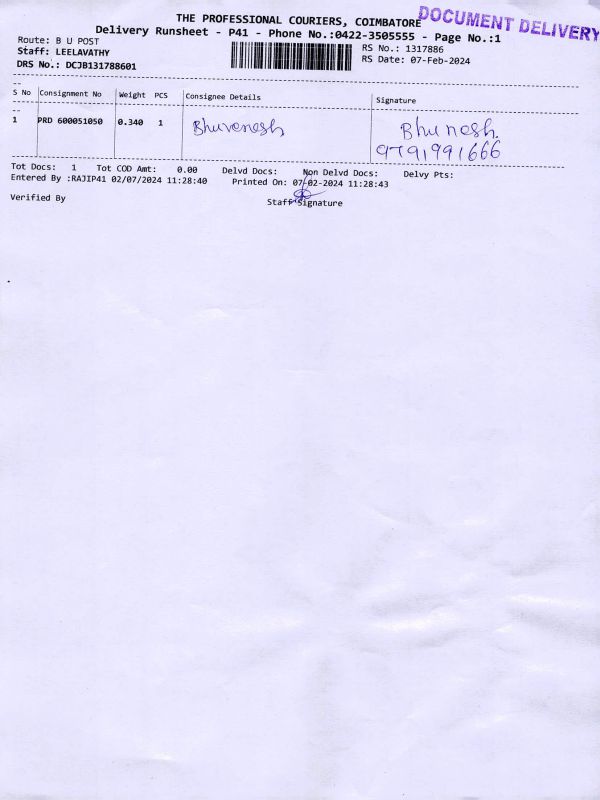 THE PROFESSIONAL COURIERS, COIMBATORE
DOCUMENT DELIVERY
Delivery Runsheet - P41 - Phone No.:0422-3505555 - Page No.:1
Route: B U POST
RS No.: 1317886
Staff: LEELAVATHY
RS Date: 07-Feb-2024
DRS No.: DCJB131788601
S No Consignment No Weight PCS Consignee Details Signature
1 PRD 600051050 0.340 1 Bhuvanesh Bhunesh.
9791991666
Tot Docs: 1 Tot COD Amt: 0.00 Delvd Docs: Non Delvd Docs: Delvy Pts:
Entered By :RAJIP41 02/07/2024 11:28:40 Printed On: 07-02-2024 11:28:43
Verified By Staff Signature